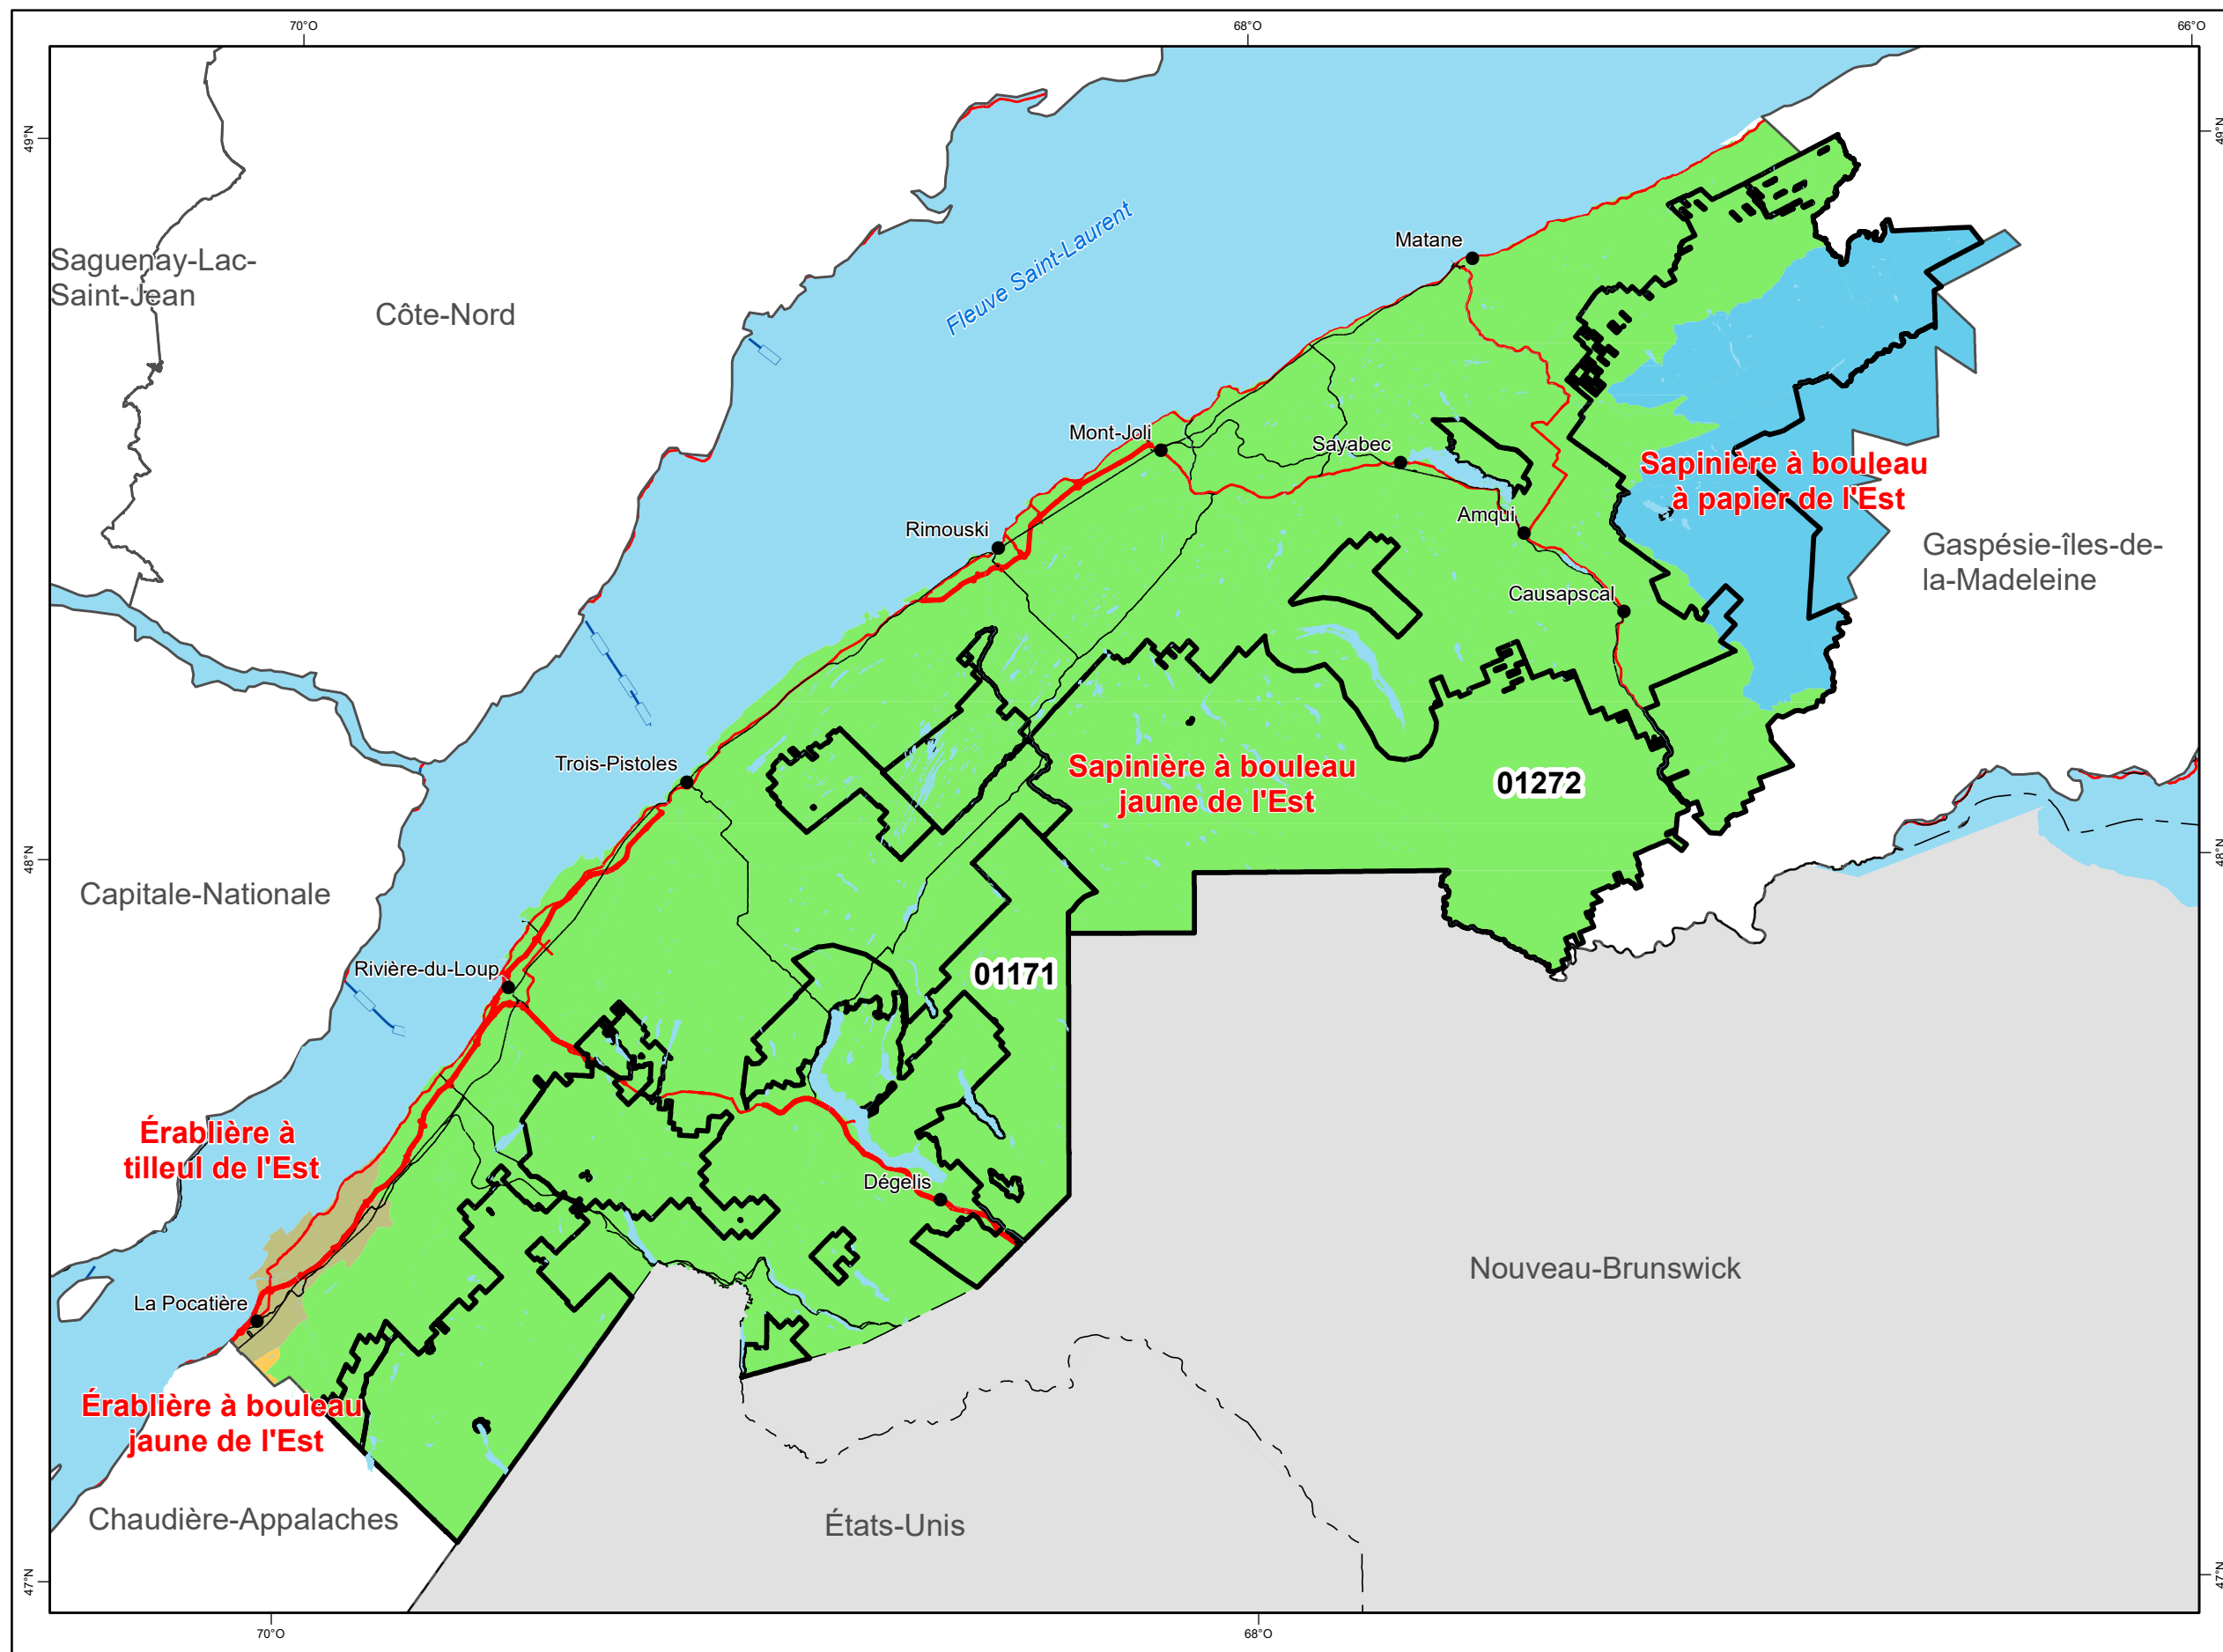 70°O
68°O
66°O
49°N
49°N
Saguenay-Lac-
Saint-Jean
Côte-Nord
Fleuve Saint-Laurent
Matane
Mont-Joli
Sayabec
Sapinière à bouleau
à papier de l'Est
Amqui
Rimouski
Gaspésie-îles-de-
la-Madeleine
Causapscal
Trois-Pistoles
Sapinière à bouleau
jaune de l'Est
01272
48°N
48°N
Capitale-Nationale
Rivière-du-Loup
01171
Érablière à
tilleul de l'Est
Dégelis
Nouveau-Brunswick
La Pocatière
Érablière à bouleau
jaune de l'Est
Chaudière-Appalaches
États-Unis
47°N
47°N
70°O
68°O